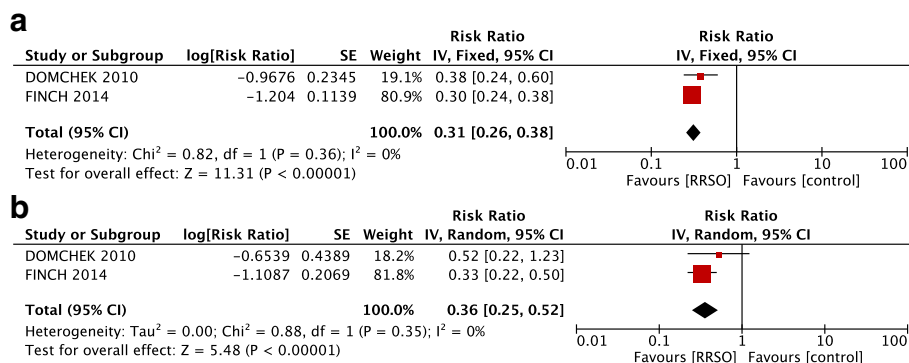 a
Risk Ratio Risk Ratio
Study or Subgroup log[Risk Ratio] SE Weight IV, Fixed, 95% CI IV, Fixed, 95% CI
DOMCHEK 2010 −0.9676 0.2345 19.1% 0.38 [0.24, 0.60]
FINCH 2014 −1.204 0.1139 80.9% 0.30 [0.24, 0.38]
Total (95% CI) 100.0% 0.31 [0.26, 0.38]
Heterogeneity: Chi² = 0.82, df = 1 (P = 0.36); I² = 0%
Test for overall effect: Z = 11.31 (P < 0.00001)
0.01 0.1 1 10 100
Favours [RRSO] Favours [control]
b
Risk Ratio Risk Ratio
Study or Subgroup log[Risk Ratio] SE Weight IV, Random, 95% CI IV, Random, 95% CI
DOMCHEK 2010 −0.6539 0.4389 18.2% 0.52 [0.22, 1.23]
FINCH 2014 −1.1087 0.2069 81.8% 0.33 [0.22, 0.50]
Total (95% CI) 100.0% 0.36 [0.25, 0.52]
Heterogeneity: Tau² = 0.00; Chi² = 0.88, df = 1 (P = 0.35); I² = 0%
Test for overall effect: Z = 5.48 (P < 0.00001)
0.01 0.1 1 10 100
Favours [RRSO] Favours [control]